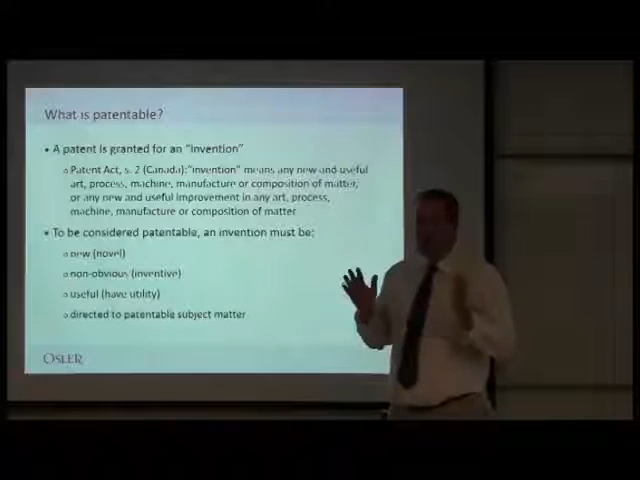 What is patentable?
• A patent is granted for an "invention"
o Patent Act, s. 2 (Canada):"invention" means any new and useful
art, process, machine, manufacture or composition of matter,
or any new and useful improvement in any art, process,
machine, manufacture or composition of matter
• To be considered patentable, an invention must be:
o new (novel)
o non-obvious (inventive)
o useful (have utility)
o directed to patentable subject matter
OSLER